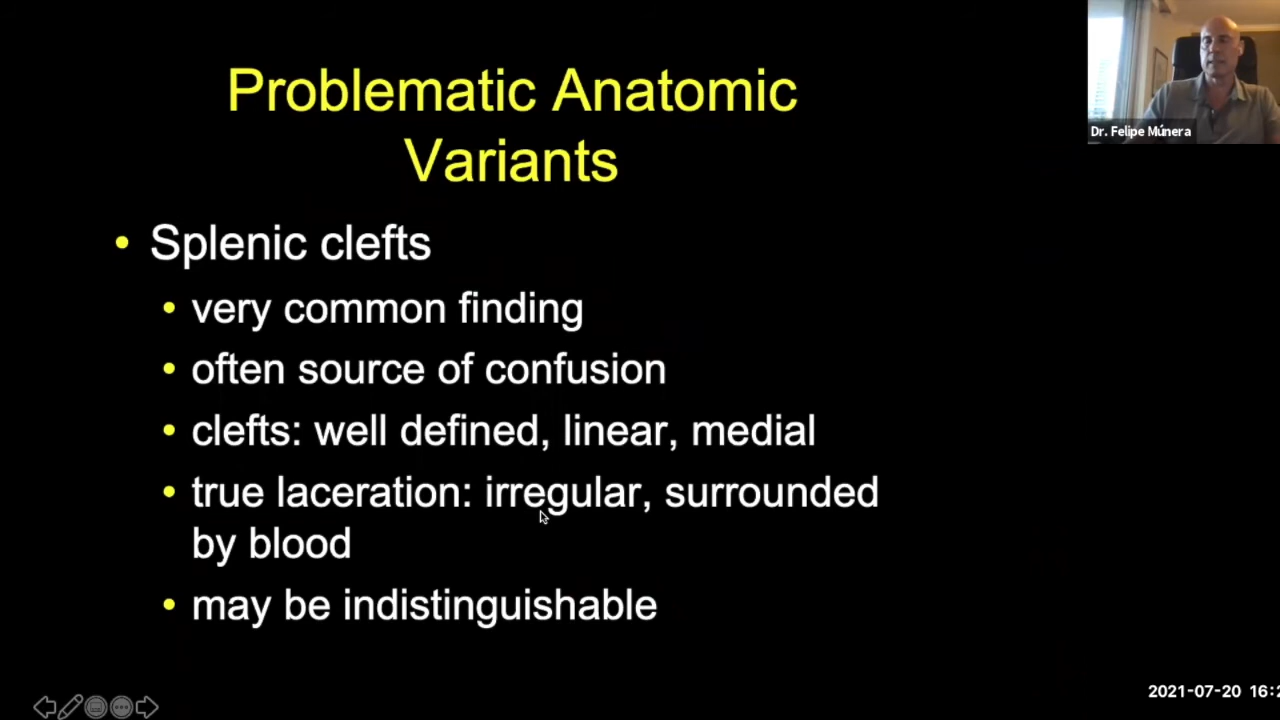 Problematic Anatomic
Variants
• Splenic clefts
• very common finding
• often source of confusion
• clefts: well defined, linear, medial
• true laceration: irregular, surrounded
by blood
• may be indistinguishable
Dr. Felipe Múnera
2021-07-20 16:2